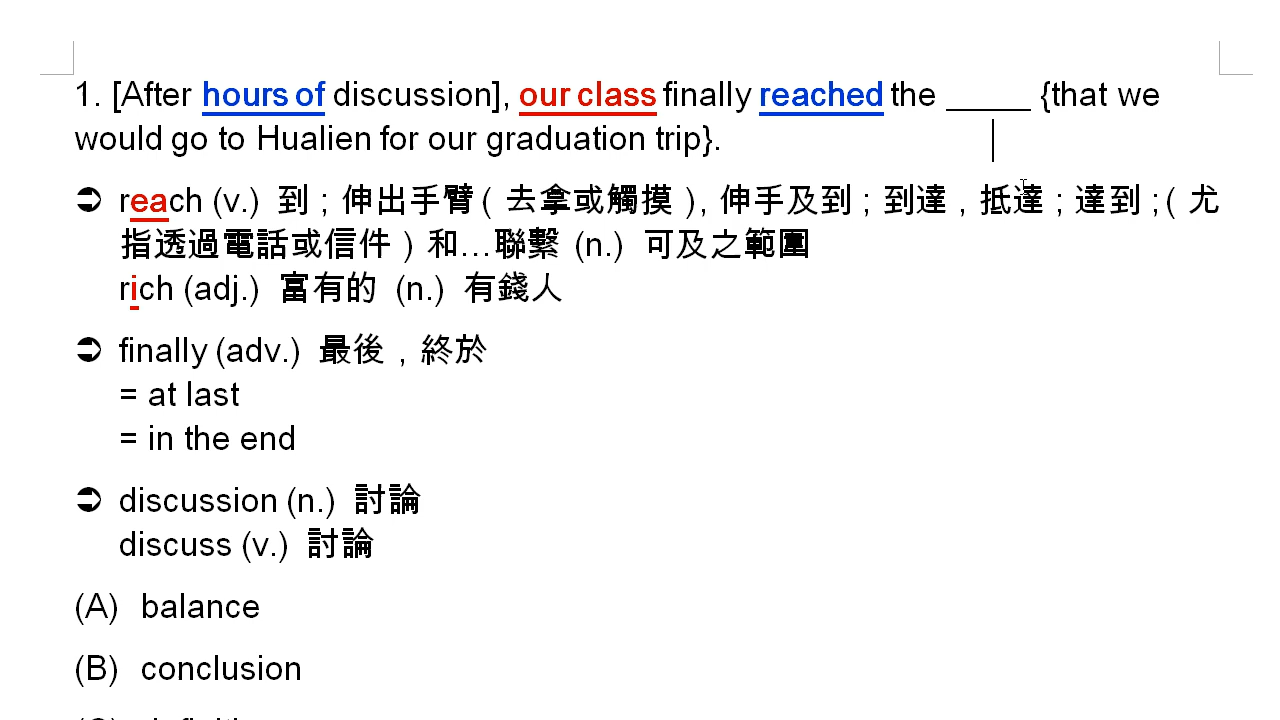 1. [After hours of discussion], our class finally reached the _____ {that we
would go to Hualien for our graduation trip}.
➲ reach (v.) 到；伸出手臂（去拿或觸摸），伸手及到；到達，抵達；達到；（尤
指透過電話或信件）和…聯繫 (n.) 可及之範圍
rich (adj.) 富有的 (n.) 有錢人
➲ finally (adv.) 最後，終於
= at last
= in the end
➲ discussion (n.) 討論
discuss (v.) 討論
(A) balance
(B) conclusion